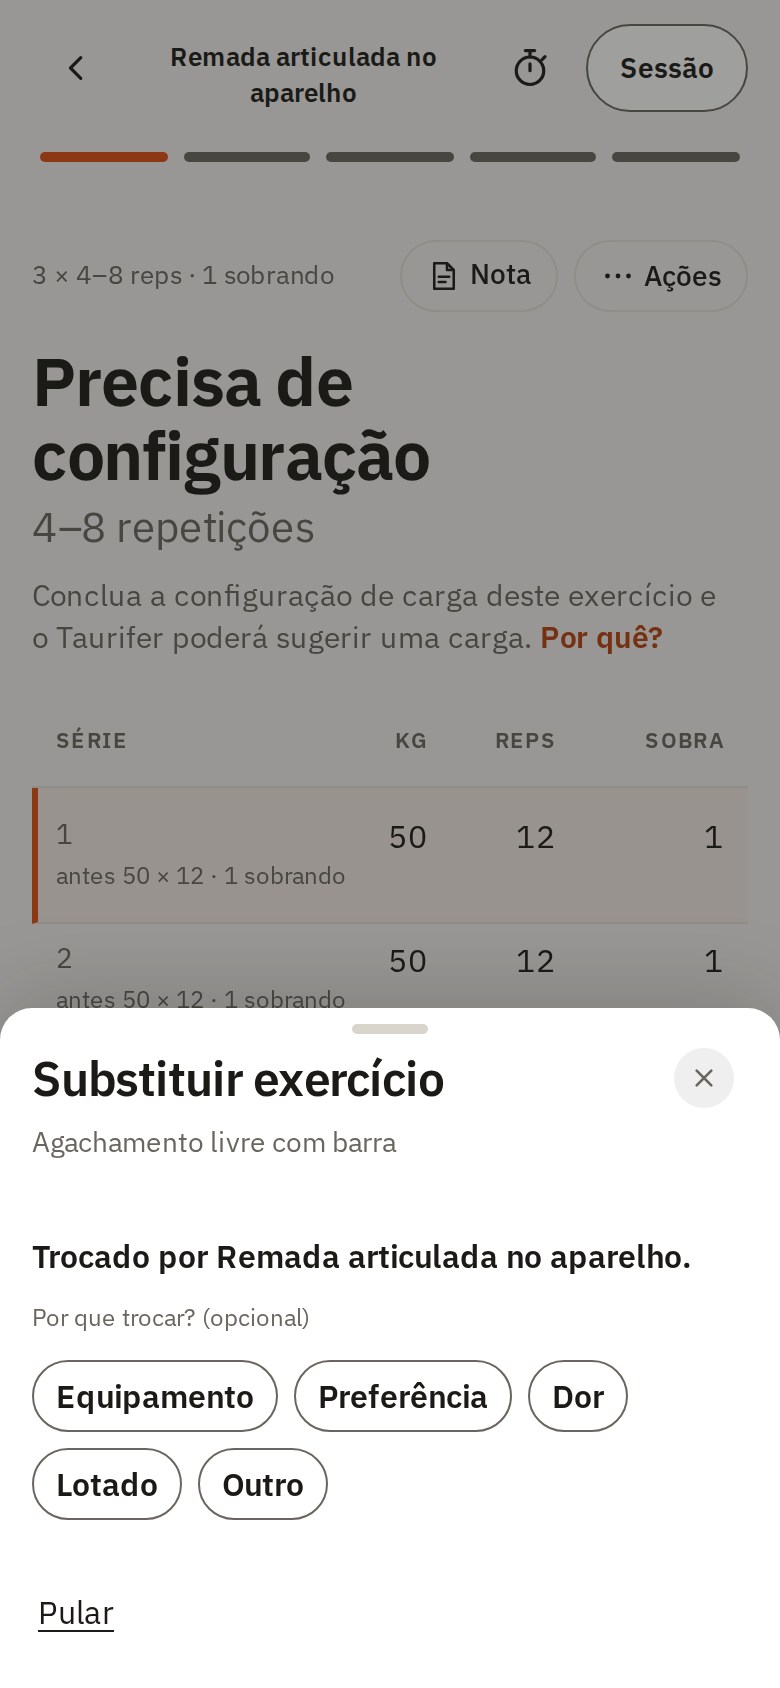 Remada articulada no
aparelho
Sessão
3 × 4–8 reps · 1 sobrando
Nota
Ações
Precisa de
configuração
4–8 repetições
Conclua a configuração de carga deste exercício e
o Taurifer poderá sugerir uma carga. Por quê?
SÉRIE KG REPS SOBRA
1 50 12 1
antes 50 × 12 · 1 sobrando
2 50 12 1
antes 50 × 12 · 1 sobrando
Substituir exercício
Agachamento livre com barra
Trocado por Remada articulada no aparelho.
Por que trocar? (opcional)
Equipamento Preferência Dor
Lotado Outro
Pular